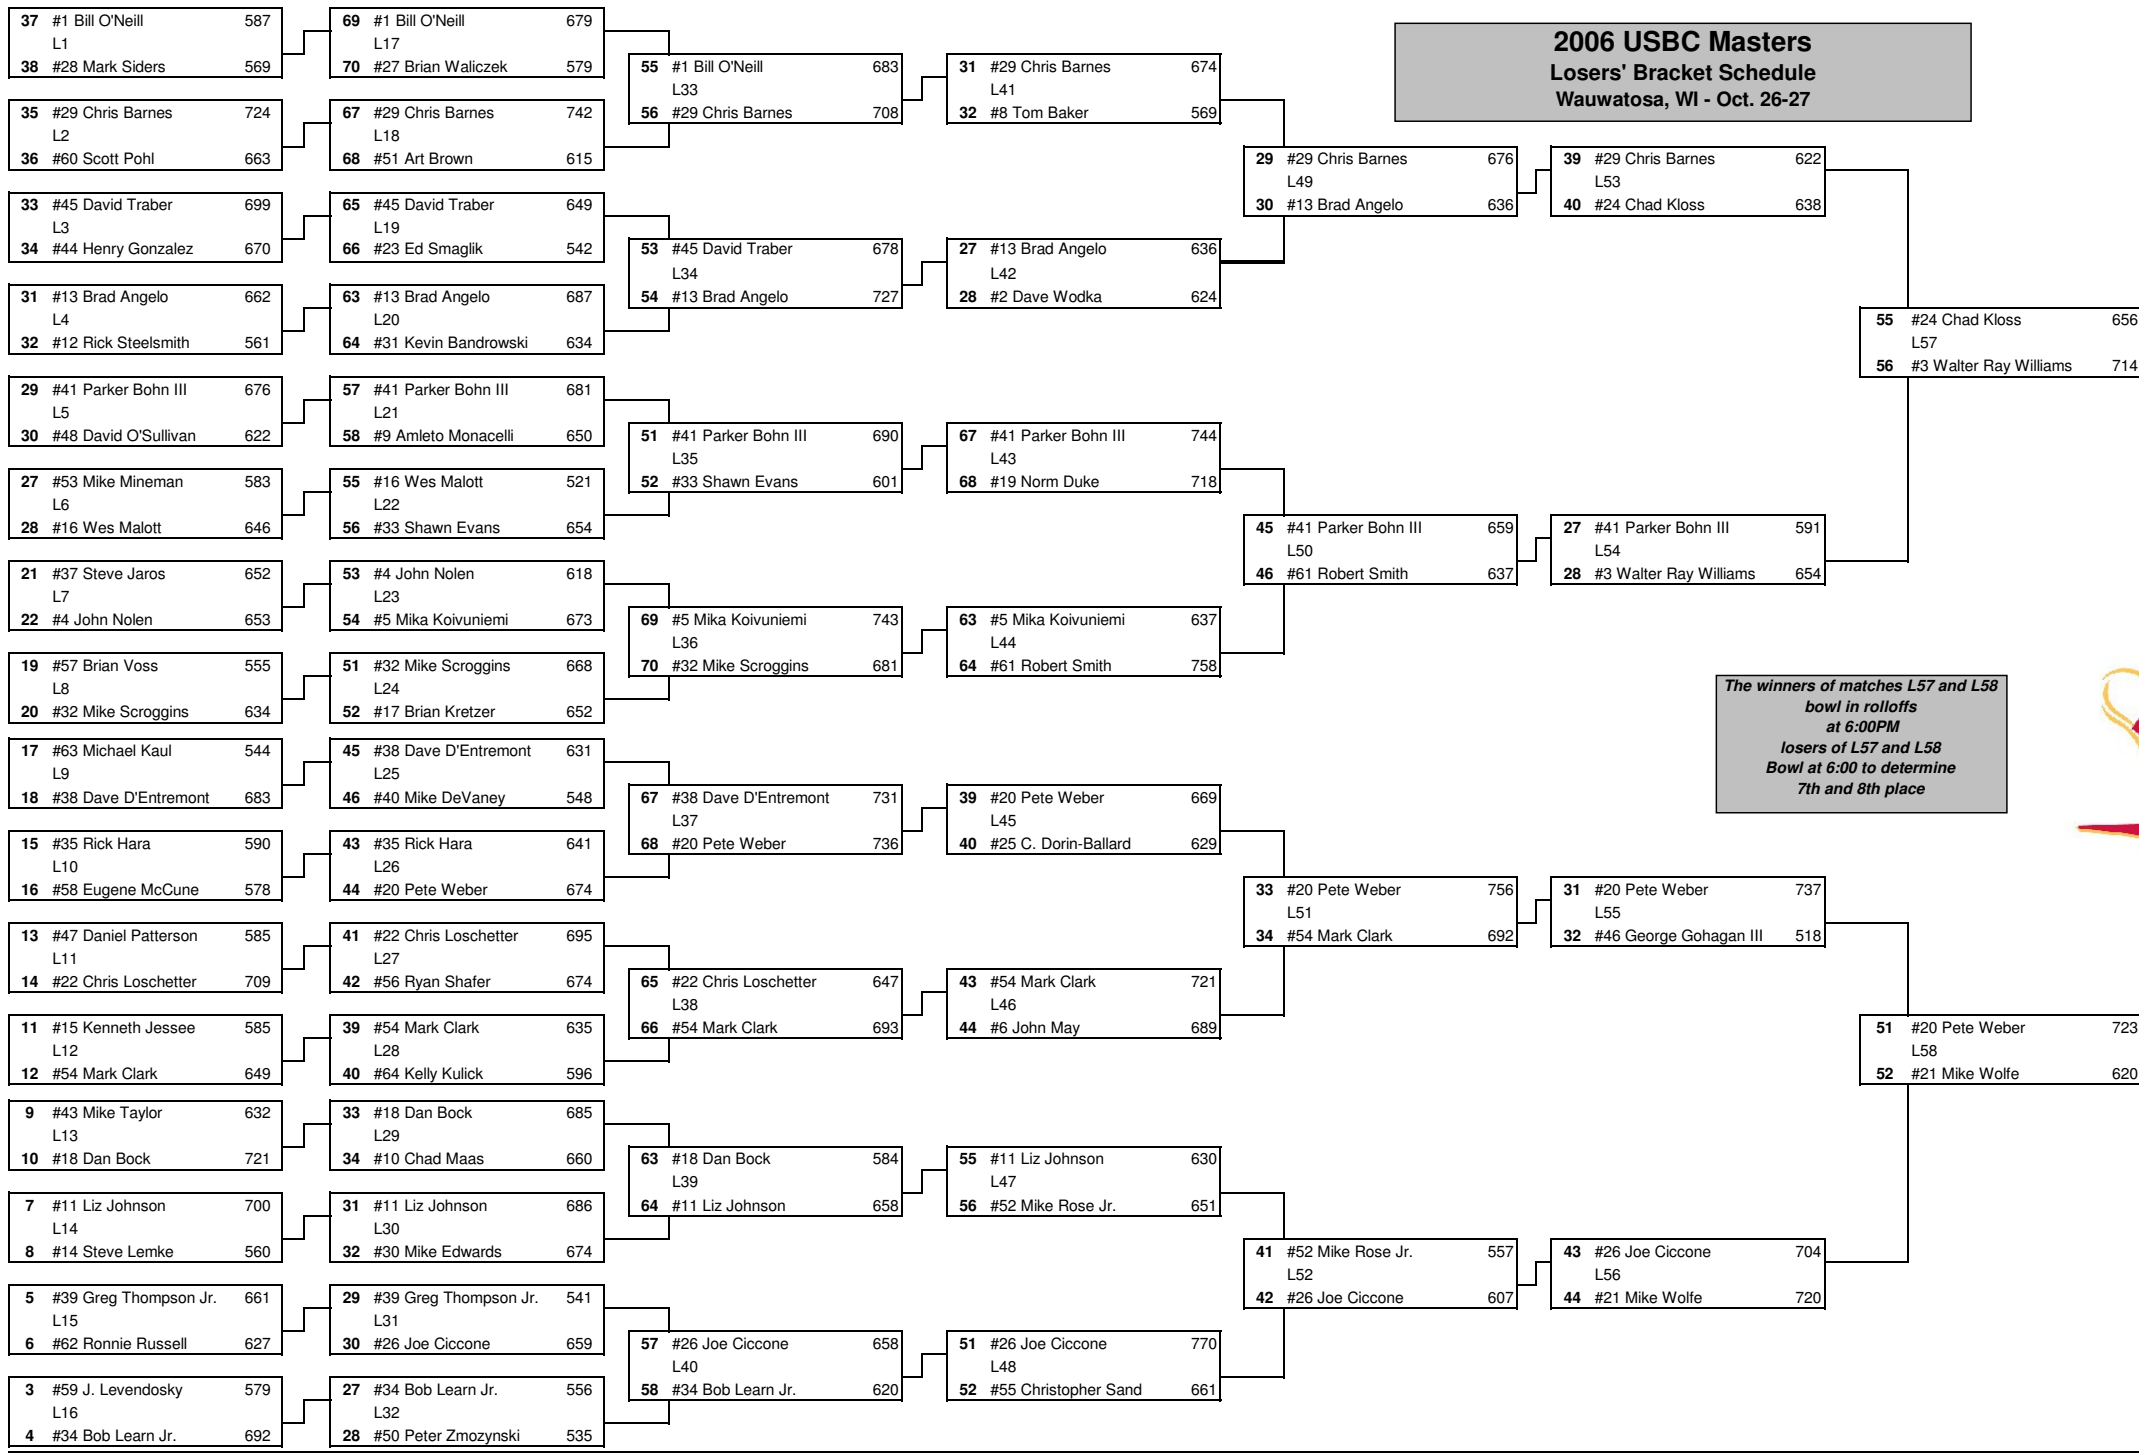 2006 USBC Masters
Losers' Bracket Schedule
Wauwatosa, WI - Oct. 26-27
37 #1 Bill O'Neill 587
L1
38 #28 Mark Siders 569
35 #29 Chris Barnes 724
L2
36 #60 Scott Pohl 663
33 #45 David Traber 699
L3
34 #44 Henry Gonzalez 670
31 #13 Brad Angelo 662
L4
32 #12 Rick Steelsmith 561
29 #41 Parker Bohn III 676
L5
30 #48 David O'Sullivan 622
27 #53 Mike Mineman 583
L6
28 #16 Wes Malott 646
21 #37 Steve Jaros 652
L7
22 #4 John Nolen 653
19 #57 Brian Voss 555
L8
20 #32 Mike Scroggins 634
17 #63 Michael Kaul 544
L9
18 #38 Dave D'Entremont 683
15 #35 Rick Hara 590
L10
16 #58 Eugene McCune 578
13 #47 Daniel Patterson 585
L11
14 #22 Chris Loschetter 709
11 #15 Kenneth Jessee 585
L12
12 #54 Mark Clark 649
9 #43 Mike Taylor 632
L13
10 #18 Dan Bock 721
7 #11 Liz Johnson 700
L14
8 #14 Steve Lemke 560
5 #39 Greg Thompson Jr. 661
L15
6 #62 Ronnie Russell 627
3 #59 J. Levendosky 579
L16
4 #34 Bob Learn Jr. 692
69 #1 Bill O'Neill 679
L17
70 #27 Brian Waliczek 579
67 #29 Chris Barnes 742
L18
68 #51 Art Brown 615
65 #45 David Traber 649
L19
66 #23 Ed Smaglik 542
63 #13 Brad Angelo 687
L20
64 #31 Kevin Bandrowski 634
57 #41 Parker Bohn III 681
L21
58 #9 Amleto Monacelli 650
55 #16 Wes Malott 521
L22
56 #33 Shawn Evans 654
53 #4 John Nolen 618
L23
54 #5 Mika Koivuniemi 673
51 #32 Mike Scroggins 668
L24
52 #17 Brian Kretzer 652
45 #38 Dave D'Entremont 631
L25
46 #40 Mike DeVaney 548
43 #35 Rick Hara 641
L26
44 #20 Pete Weber 674
41 #22 Chris Loschetter 695
L27
42 #56 Ryan Shafer 674
39 #54 Mark Clark 635
L28
40 #64 Kelly Kulick 596
33 #18 Dan Bock 685
L29
34 #10 Chad Maas 660
31 #11 Liz Johnson 686
L30
32 #30 Mike Edwards 674
29 #39 Greg Thompson Jr. 541
L31
30 #26 Joe Ciccone 659
27 #34 Bob Learn Jr. 556
L32
28 #50 Peter Zmozynski 535
55 #1 Bill O'Neill 683
L33
56 #29 Chris Barnes 708
53 #45 David Traber 678
L34
54 #13 Brad Angelo 727
51 #41 Parker Bohn III 690
L35
52 #33 Shawn Evans 601
69 #5 Mika Koivuniemi 743
L36
70 #32 Mike Scroggins 681
67 #38 Dave D'Entremont 731
L37
68 #20 Pete Weber 736
65 #22 Chris Loschetter 647
L38
66 #54 Mark Clark 693
63 #18 Dan Bock 584
L39
64 #11 Liz Johnson 658
57 #26 Joe Ciccone 658
L40
58 #34 Bob Learn Jr. 620
31 #29 Chris Barnes 674
L41
32 #8 Tom Baker 569
27 #13 Brad Angelo 636
L42
28 #2 Dave Wodka 624
67 #41 Parker Bohn III 744
L43
68 #19 Norm Duke 718
63 #5 Mika Koivuniemi 637
L44
64 #61 Robert Smith 758
39 #20 Pete Weber 669
L45
40 #25 C. Dorin-Ballard 629
43 #54 Mark Clark 721
L46
44 #6 John May 689
55 #11 Liz Johnson 630
L47
56 #52 Mike Rose Jr. 651
51 #26 Joe Ciccone 770
L48
52 #55 Christopher Sand 661
29 #29 Chris Barnes 676
L49
30 #13 Brad Angelo 636
45 #41 Parker Bohn III 659
L50
46 #61 Robert Smith 637
33 #20 Pete Weber 756
L51
34 #54 Mark Clark 692
41 #52 Mike Rose Jr. 557
L52
42 #26 Joe Ciccone 607
39 #29 Chris Barnes 622
L53
40 #24 Chad Kloss 638
27 #41 Parker Bohn III 591
L54
28 #3 Walter Ray Williams 654
31 #20 Pete Weber 737
L55
32 #46 George Gohagan III 518
43 #26 Joe Ciccone 704
L56
44 #21 Mike Wolfe 720
55 #24 Chad Kloss 656
L57
56 #3 Walter Ray Williams 714
51 #20 Pete Weber 723
L58
52 #21 Mike Wolfe 620
The winners of matches L57 and L58
bowl in rolloffs
at 6:00PM
losers of L57 and L58
Bowl at 6:00 to determine
7th and 8th place